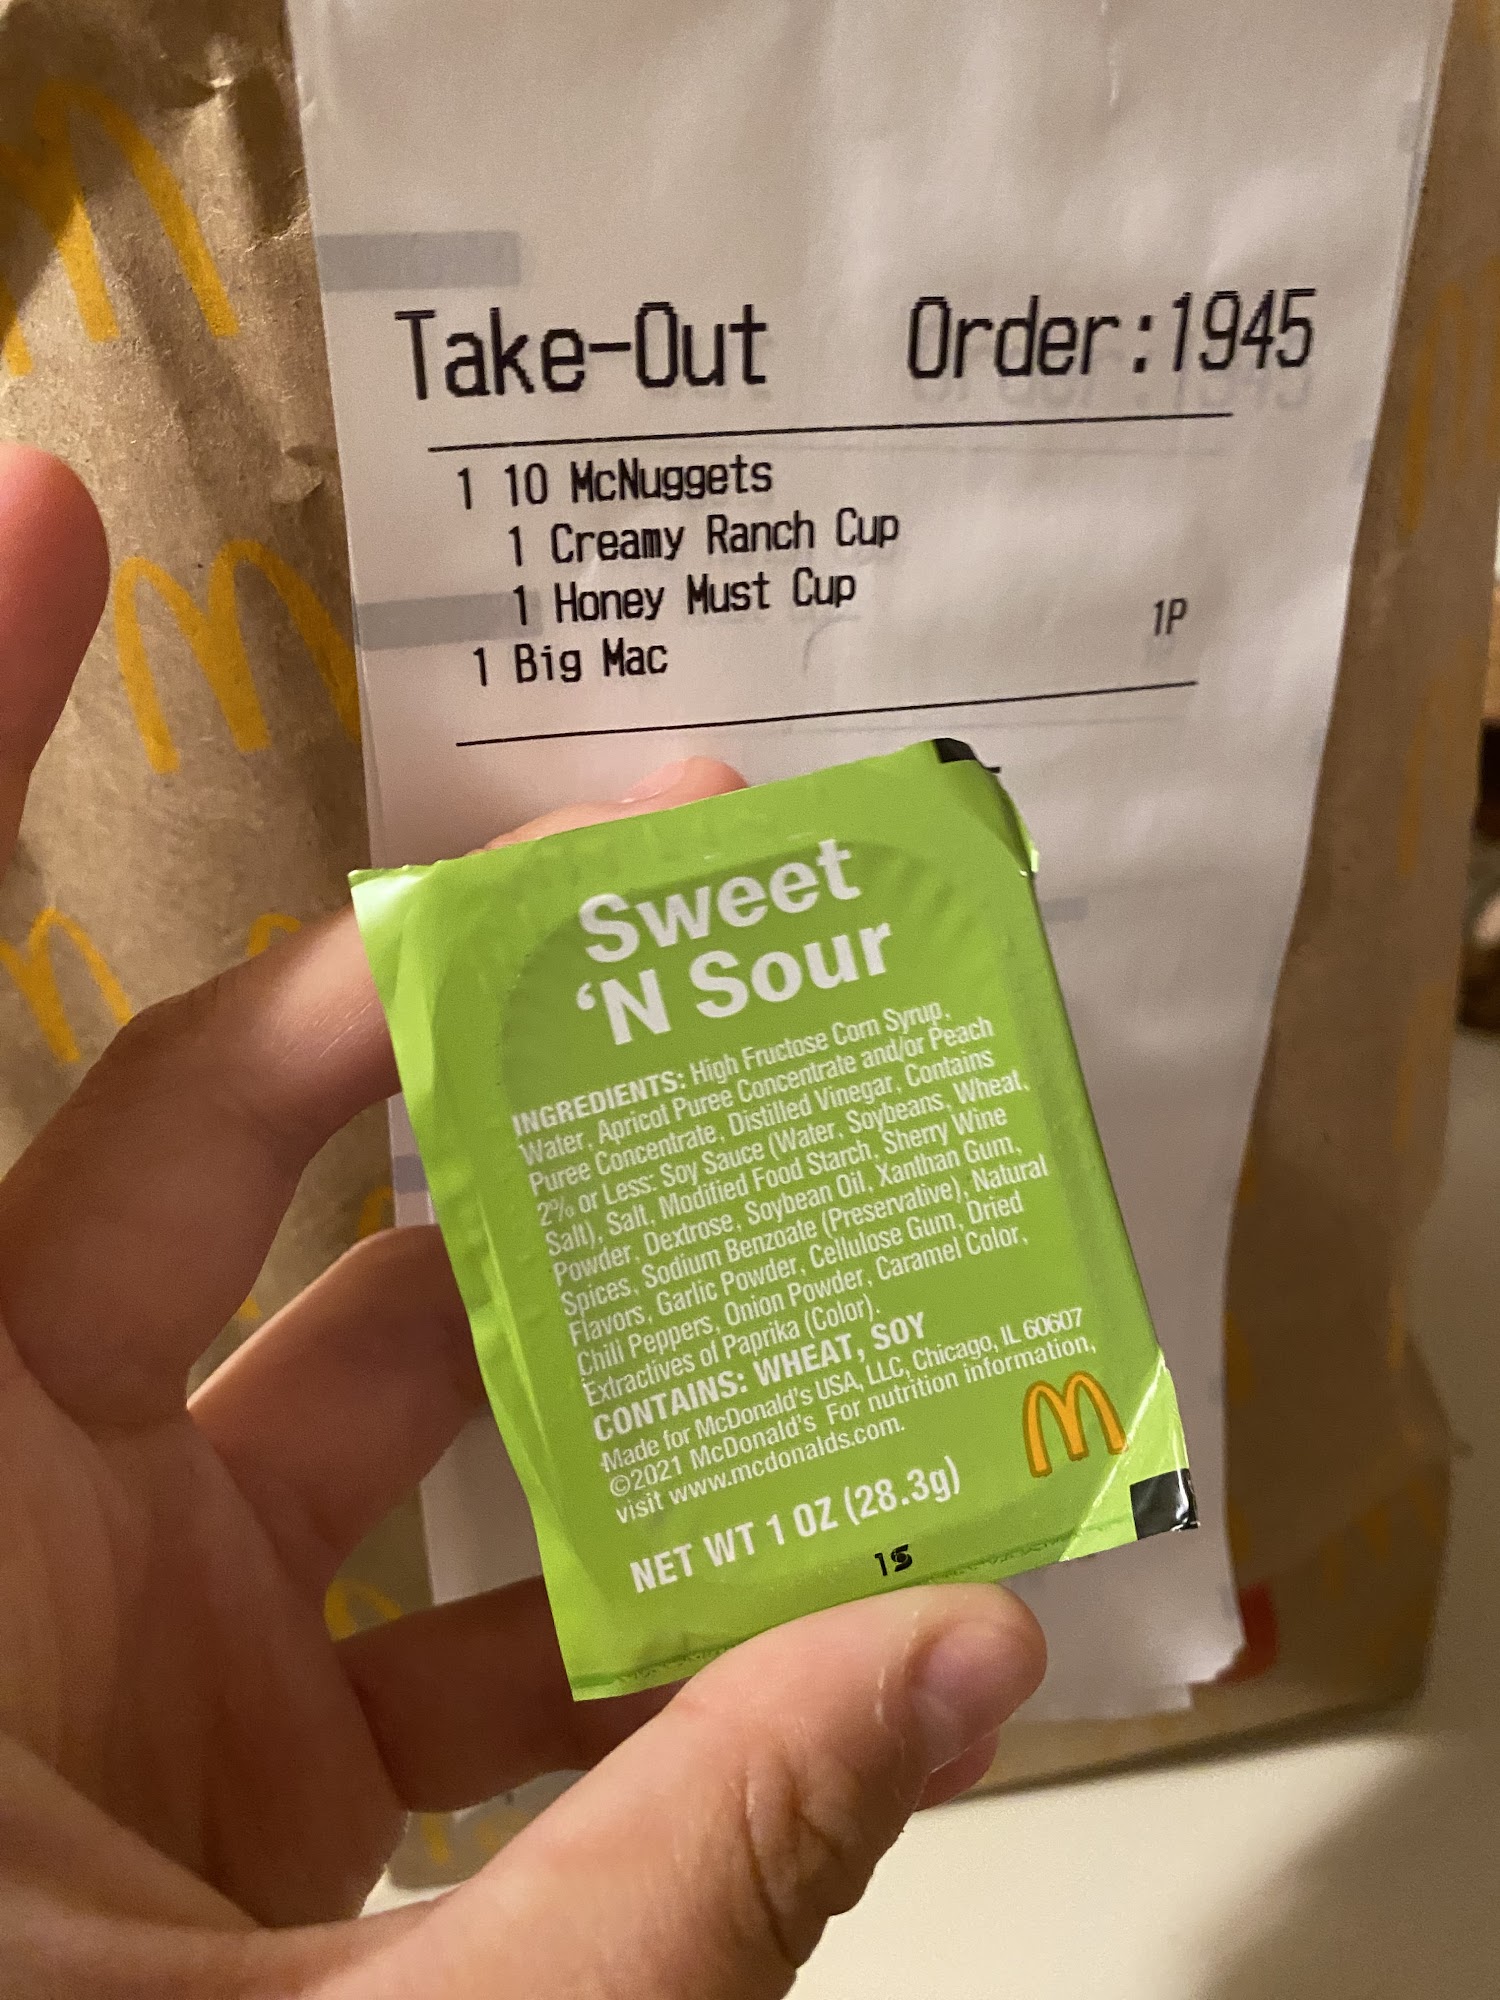 Take-Out Order:1945
1 10 McNuggets
1 Creamy Ranch Cup
1 Honey Must Cup
1P
1 Big Mac
Sweet
‘N Sour
INGREDIENTS: High Fructose Corn Syrup,
Water, Apricot Puree Concentrate and/or Peach
Puree Concentrate, Distilled Vinegar, Contains
2% or Less: Soy Sauce (Water, Soybeans, Wheat,
Salt), Salt, Modified Food Starch, Sherry Wine
Powder, Dextrose, Soybean Oil, Xanthan Gum,
Spices, Sodium Benzoate (Preservative), Natural
Flavors, Garlic Powder, Cellulose Gum, Dried
Chili Peppers, Onion Powder, Caramel Color,
Extractives of Paprika (Color).
CONTAINS: WHEAT, SOY
Made for McDonald's USA, LLC, Chicago, IL 60607
©2021 McDonald's For nutrition information,
visit www.mcdonalds.com.
NET WT 1 OZ (28.3g)
15